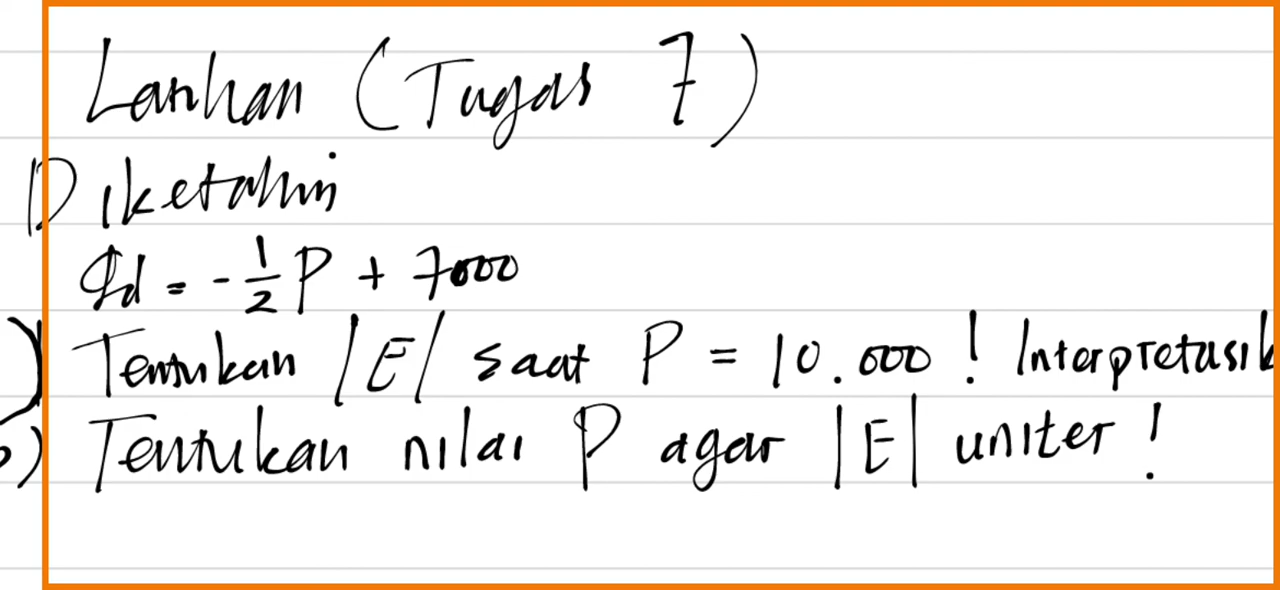 Latihan (Tugas 7)
Diketahui
Qd = -1/2 P + 7000
) Tentukan |E| saat P = 10.000 ! Interpretasik
b) Tentukan nilai P agar |E| uniter !